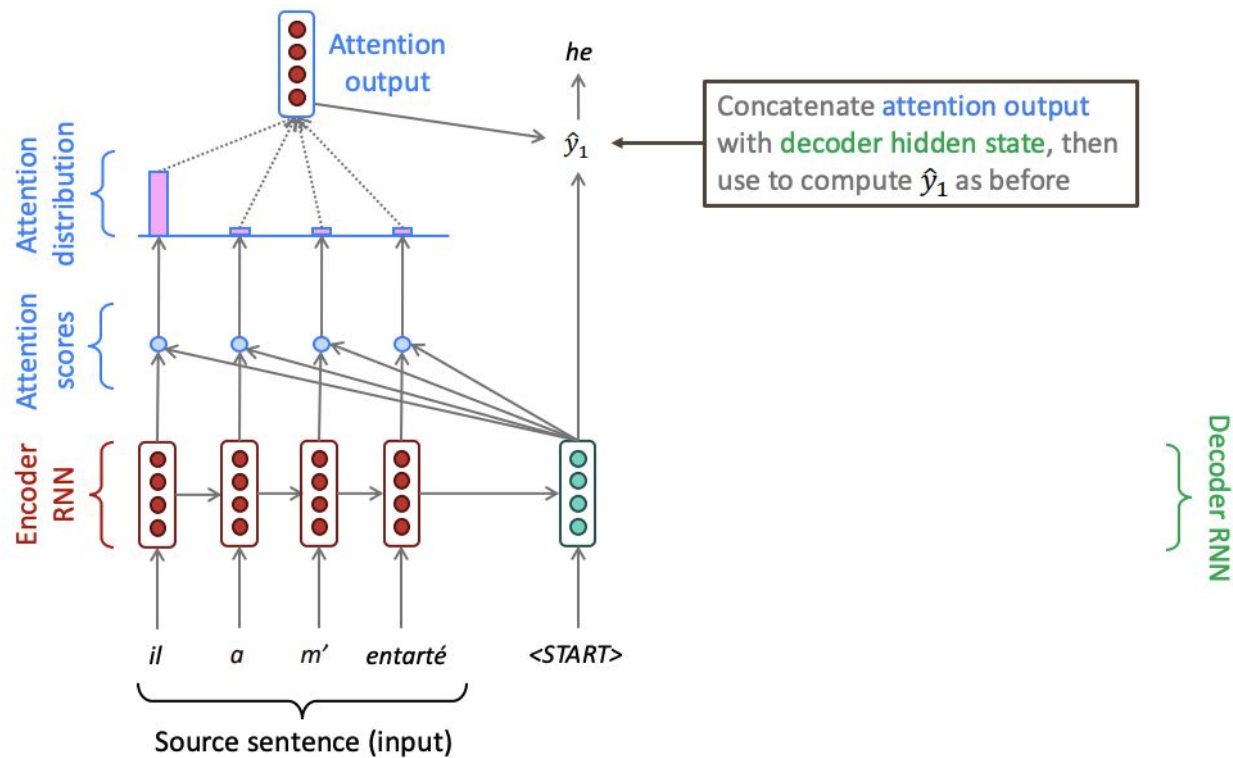 Attention
output
he
ŷ₁
Concatenate attention output
with decoder hidden state, then
use to compute ŷ₁ as before
Attention
distribution
Attention
scores
Encoder
RNN
Decoder RNN
il
a
m’
entarté
<START>
Source sentence (input)